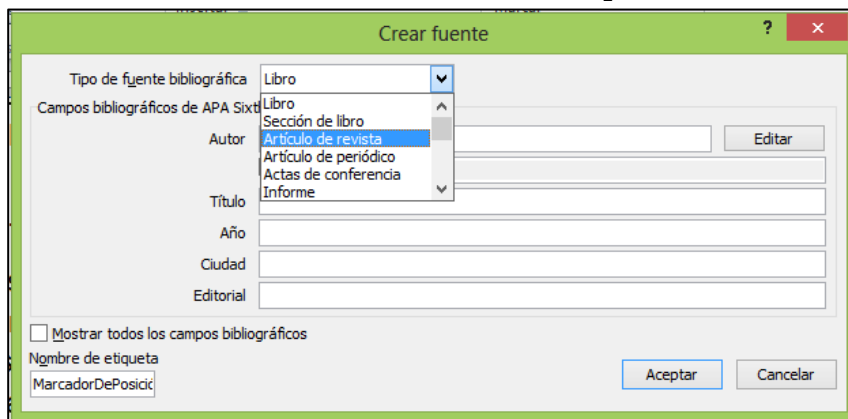 Crear fuente
?
Tipo de fuente bibliográfica Libro
Campos bibliográficos de APA Sixt
Libro
Sección de libro
Artículo de revista
Artículo de periódico
Actas de conferencia
Informe
Autor
Editar
Título
Año
Ciudad
Editorial
Mostrar todos los campos bibliográficos
Nombre de etiqueta
MarcadorDePosici
Aceptar Cancelar